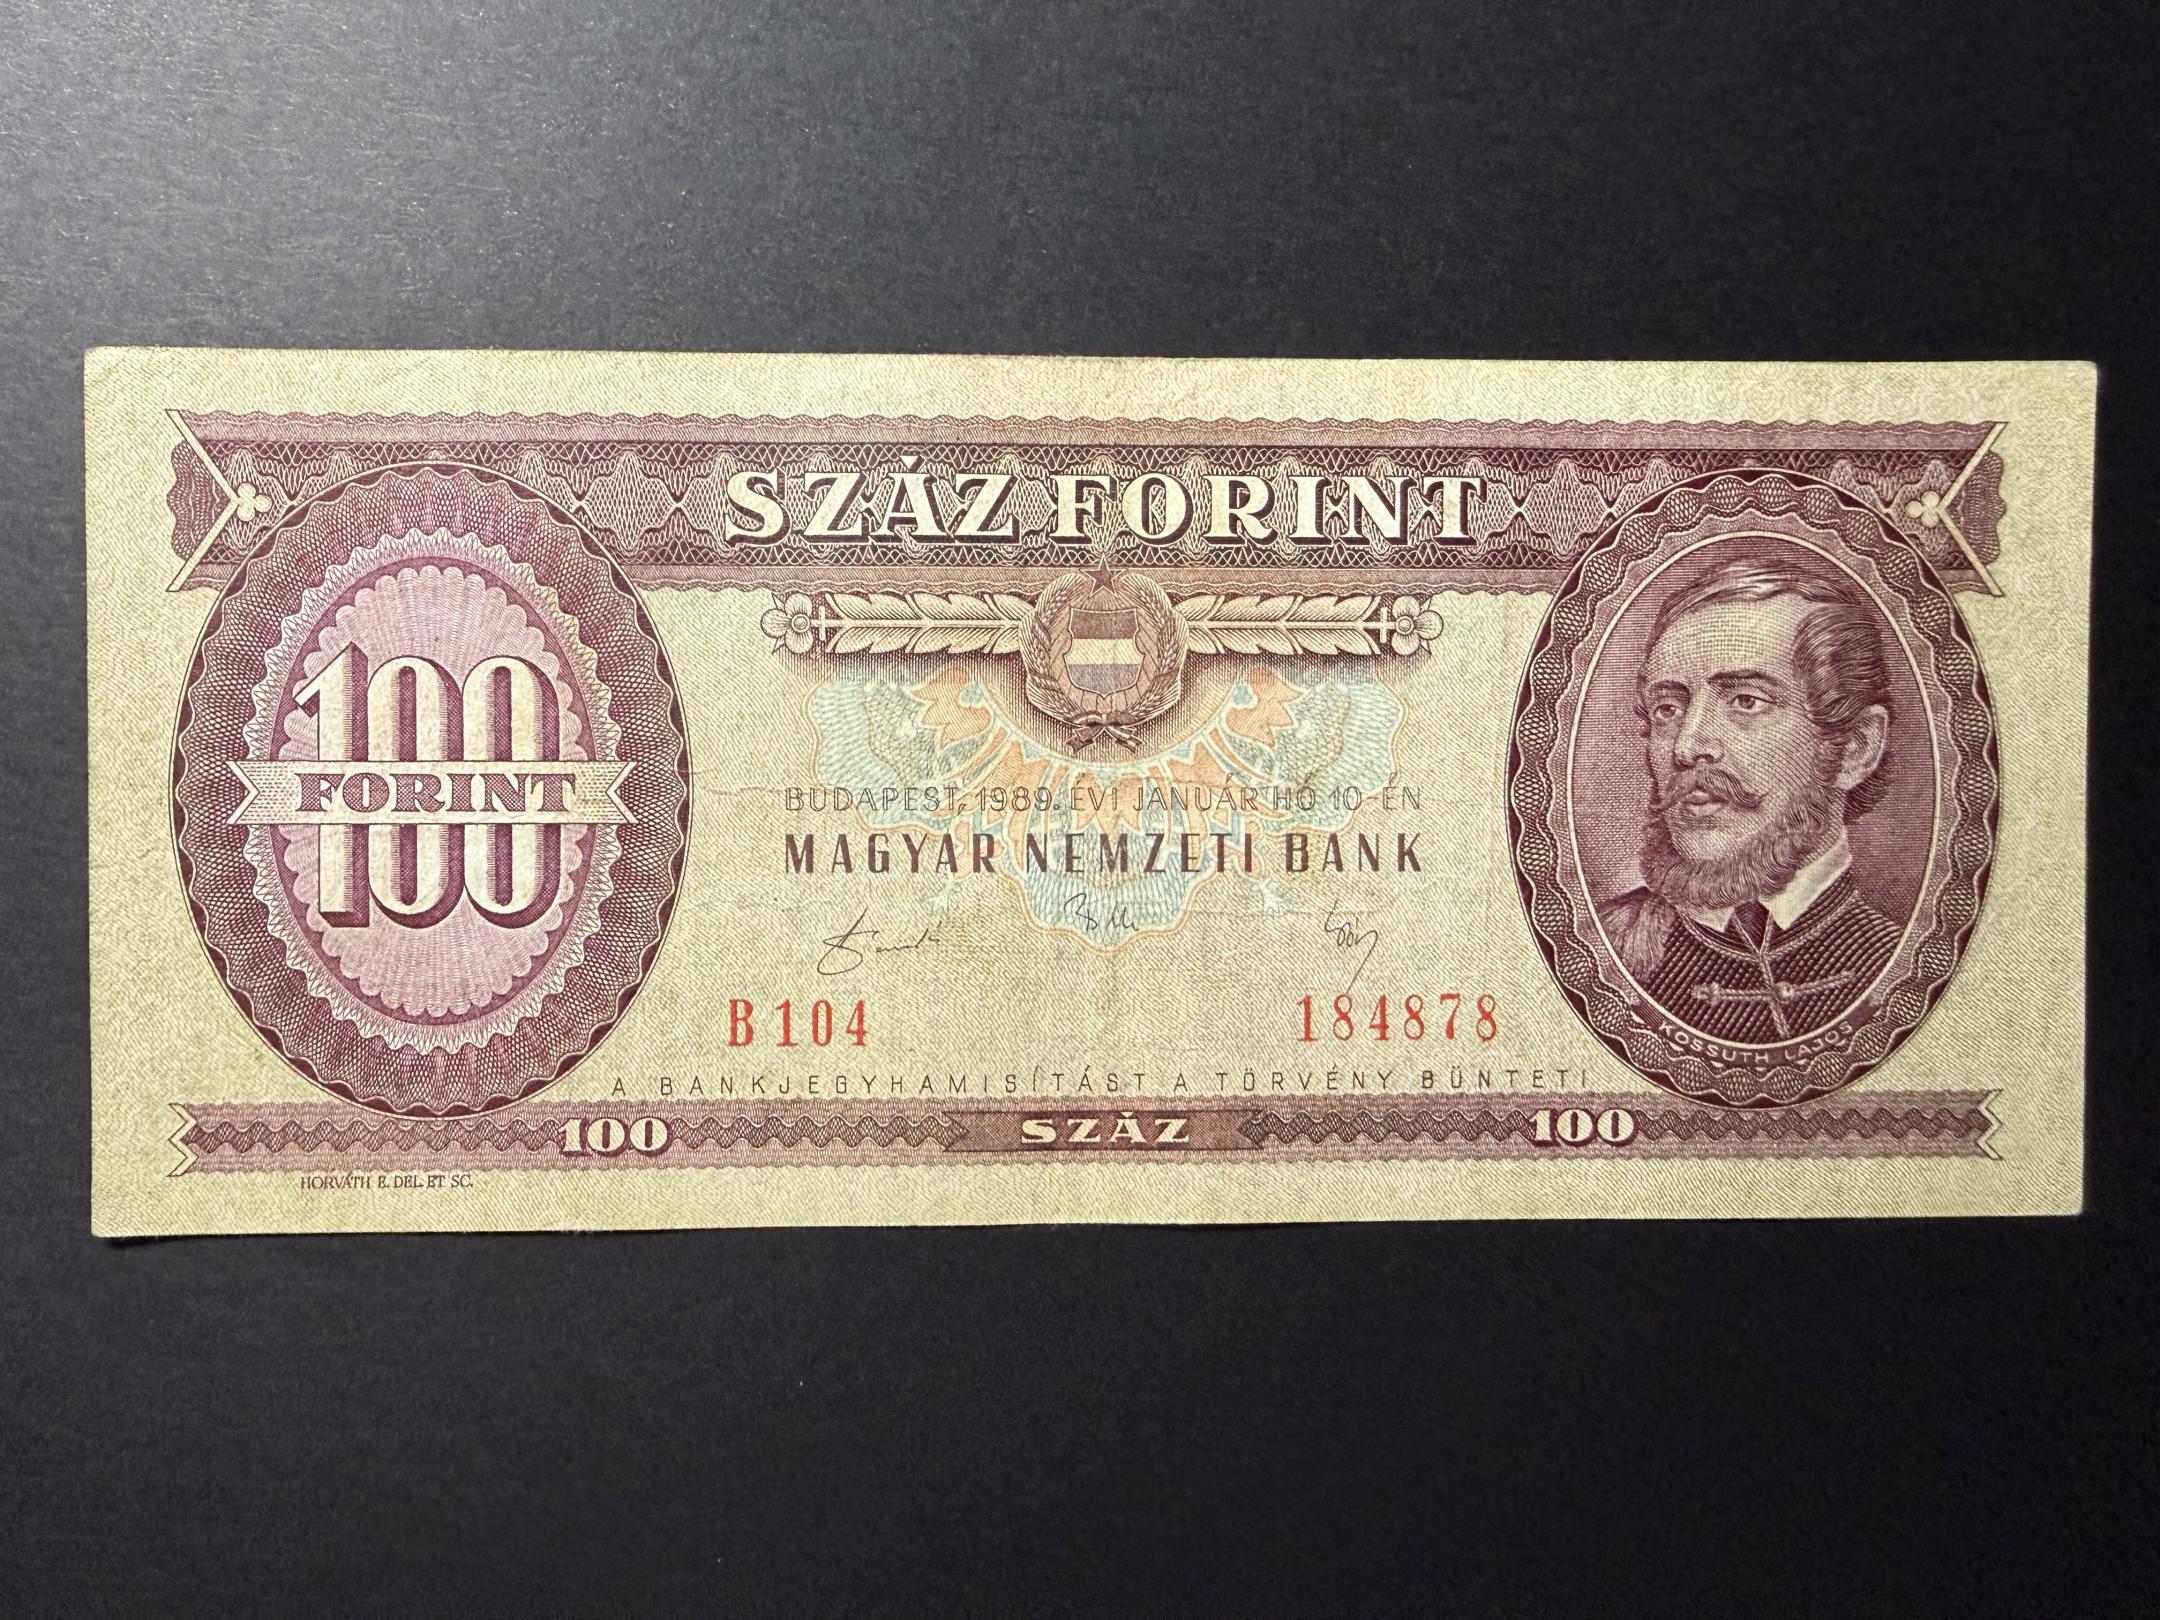 SZÁZ FORINT
100
FORINT
100
BUDAPEST, 1989. ÉVI JANUÁR HÓ 10-ÉN
MAGYAR NEMZETI BANK
B 104 184878
KOSSUTH LAJOS
A BANKJEGYHAMISÍTÁST A TÖRVÉNY BÜNTETI
100 SZÁZ 100
HORVÁTH E. DEL. ET SC.